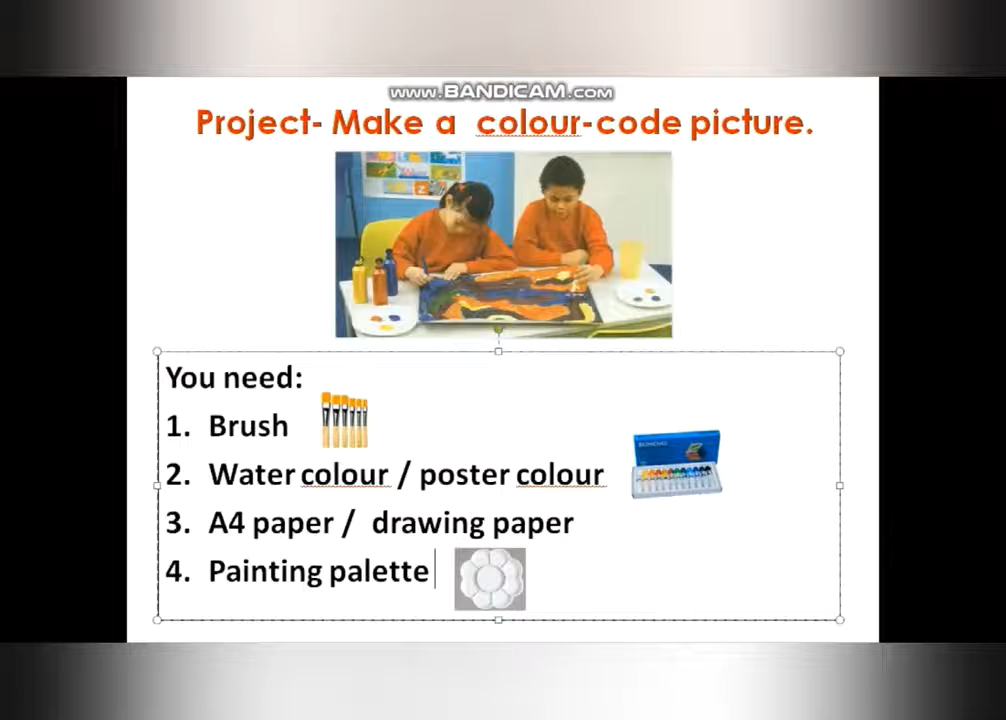 www.BANDICAM.com
Project- Make a colour-code picture.
You need:
1. Brush
2. Water colour / poster colour
3. A4 paper / drawing paper
4. Painting palette